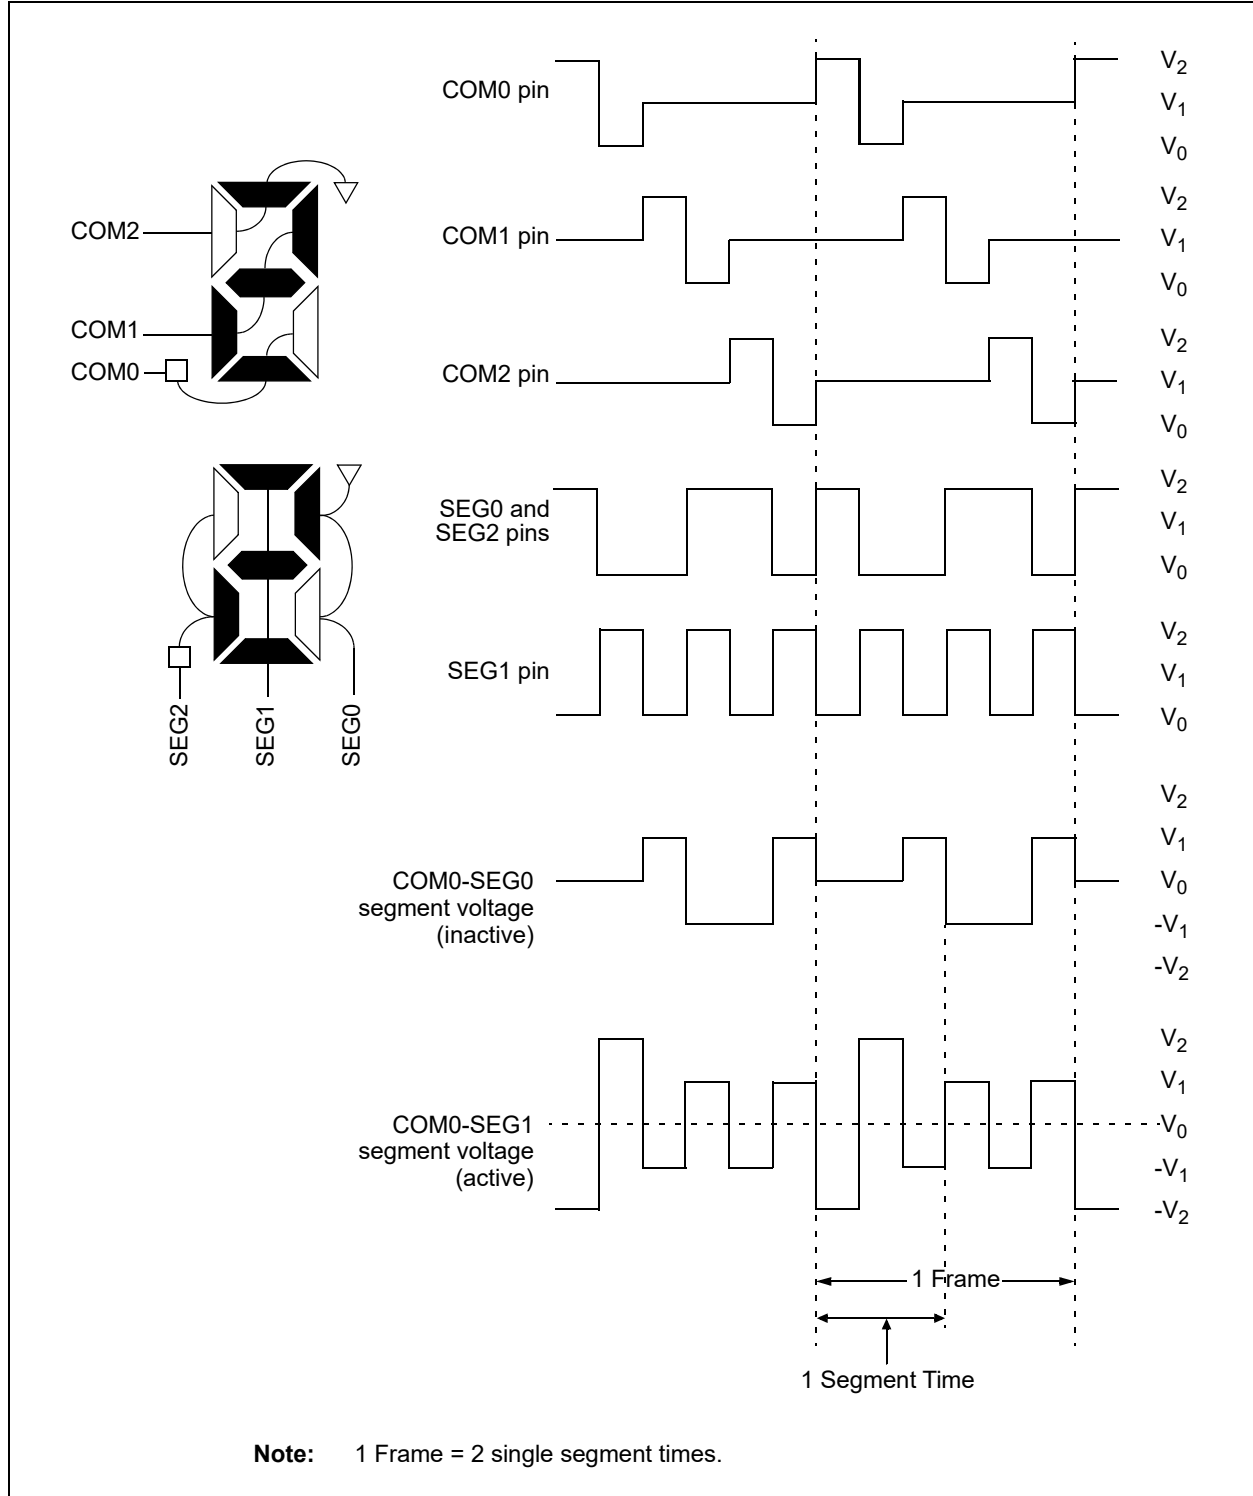 COM0 pin
V2
V1
V0
COM2
COM1
COM0
COM1 pin
V2
V1
V0
COM2 pin
V2
V1
V0
SEG0 and
SEG2 pins
V2
V1
V0
SEG2
SEG1
SEG0
SEG1 pin
V2
V1
V0
COM0-SEG0
segment voltage
(inactive)
V2
V1
V0
-V1
-V2
COM0-SEG1
segment voltage
(active)
V2
V1
V0
-V1
-V2
1 Frame
1 Segment Time
Note: 1 Frame = 2 single segment times.